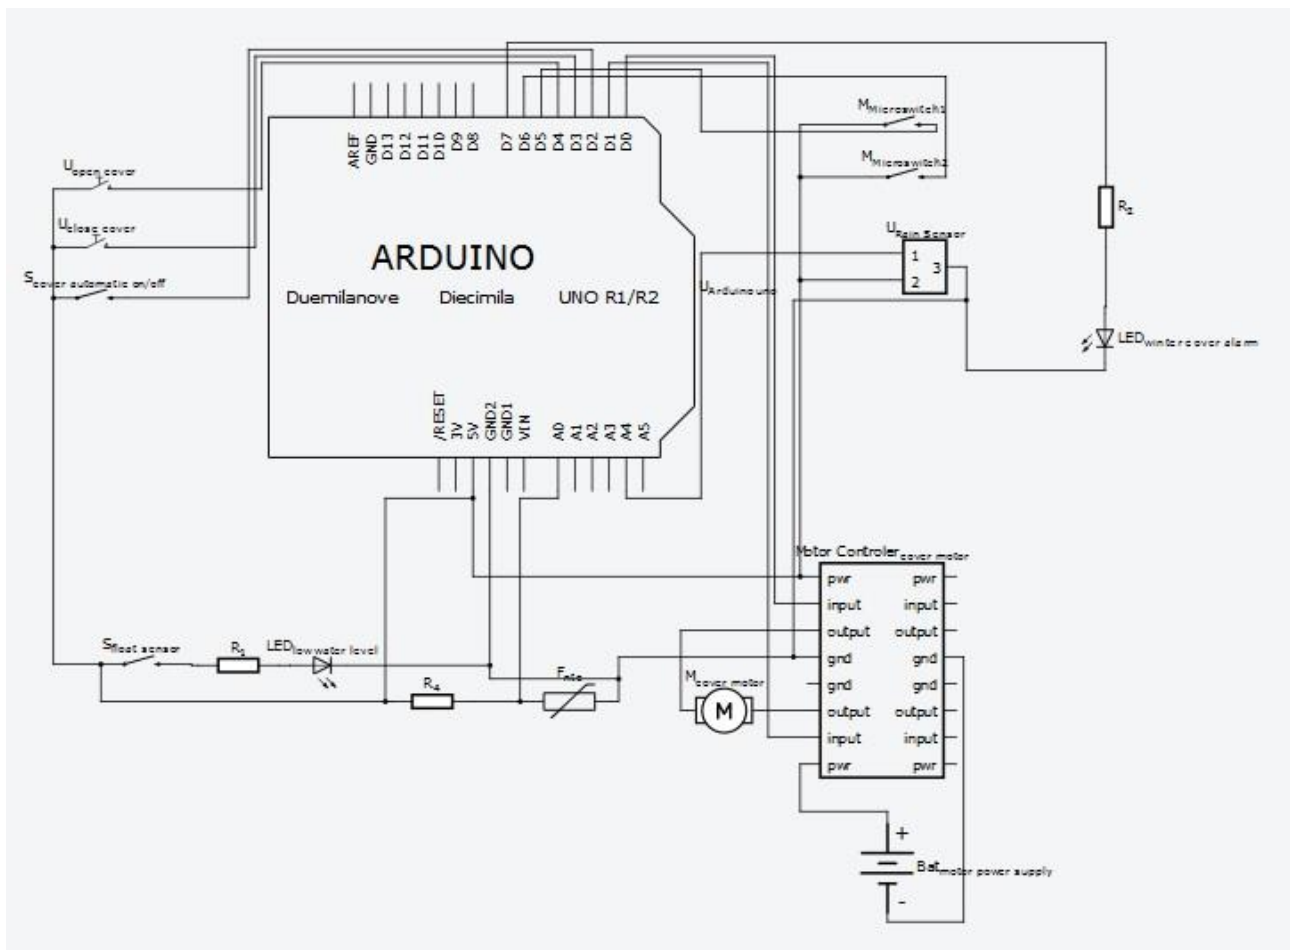 AREF
GND
D13
D12
D11
D10
D9
D8
D7
D6
D5
D4
D3
D2
D1
D0
MMicroswitch1
MMicroswitch2
Uopen cover
Uclose cover
Scover automatic on/off
R2
URain Sensor
1
2
3
ARDUINO
Duemilanove Diecimila UNO R1/R2
UArduino uno
LEDwinter cover alarm
/RESET
3V
5V
GND2
GND1
VIN
A0
A1
A2
A3
A4
A5
Motor Controlercover motor
pwr pwr
input input
output output
gnd gnd
gnd gnd
output output
input input
pwr pwr
Sfloat sensor
R1
LEDlow water level
R4
Fntc
Mcover motor
M
+
Batmotor power supply
-